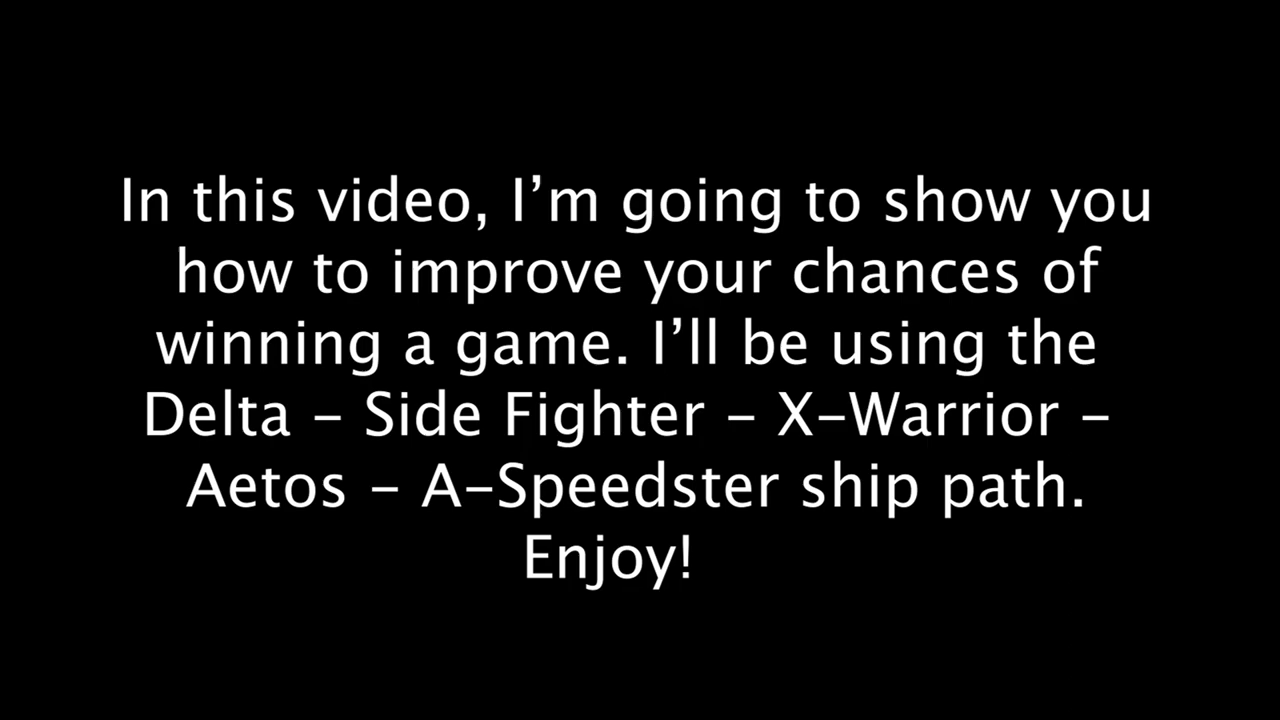 In this video, I’m going to show you
how to improve your chances of
winning a game. I’ll be using the
Delta – Side Fighter – X-Warrior –
Aetos – A-Speedster ship path.
Enjoy!